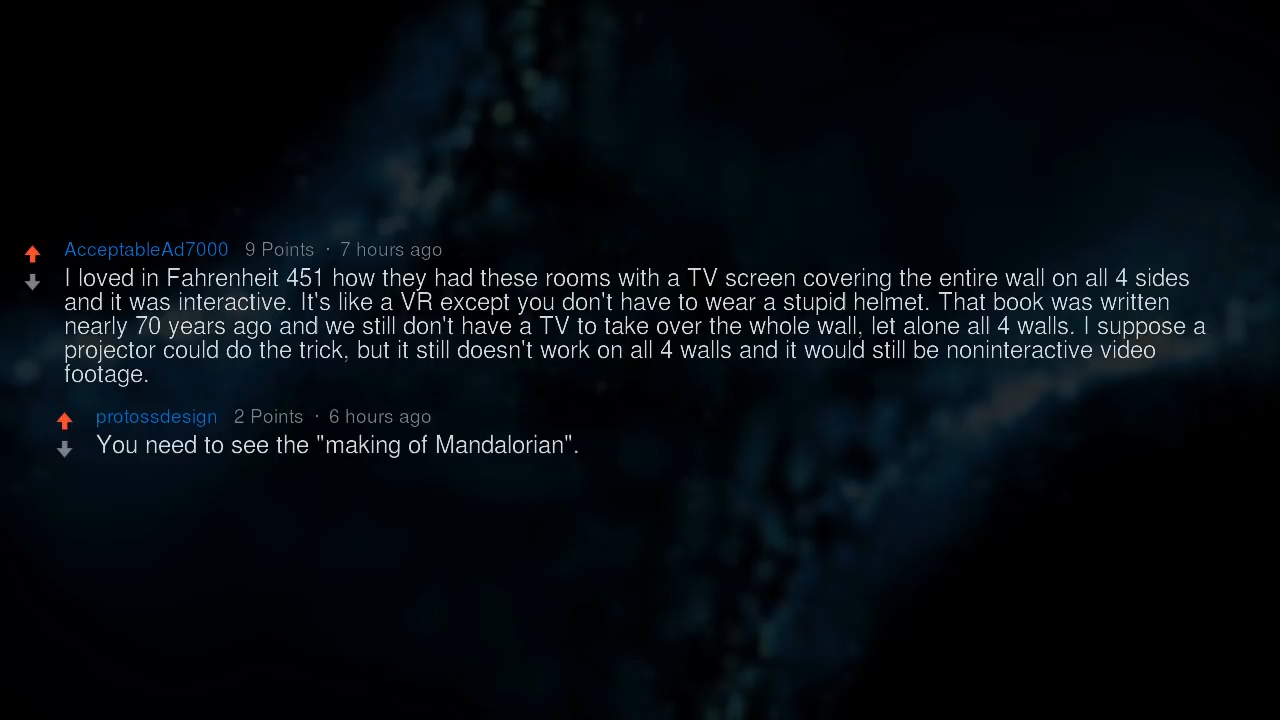 AcceptableAd7000 9 Points · 7 hours ago
I loved in Fahrenheit 451 how they had these rooms with a TV screen covering the entire wall on all 4 sides
and it was interactive. It's like a VR except you don't have to wear a stupid helmet. That book was written
nearly 70 years ago and we still don't have a TV to take over the whole wall, let alone all 4 walls. I suppose a
projector could do the trick, but it still doesn't work on all 4 walls and it would still be noninteractive video
footage.
protossdesign 2 Points · 6 hours ago
You need to see the "making of Mandalorian".